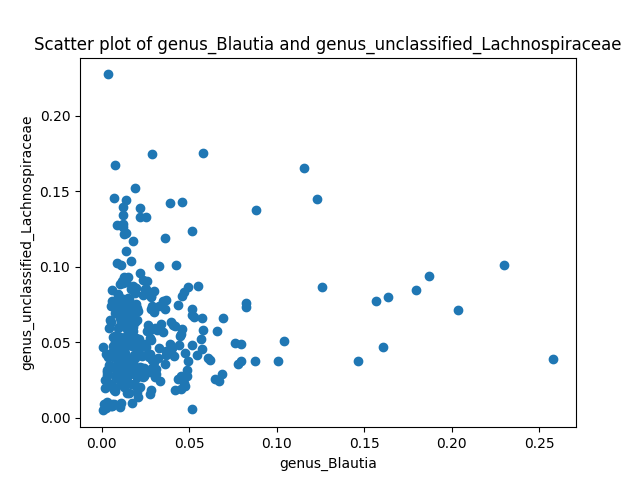 Scatter plot of genus_Blautia and genus_unclassified_Lachnospiraceae
genus_unclassified_Lachnospiraceae
0.20
0.15
0.10
0.05
0.00
0.00 0.05 0.10 0.15 0.20 0.25
genus_Blautia